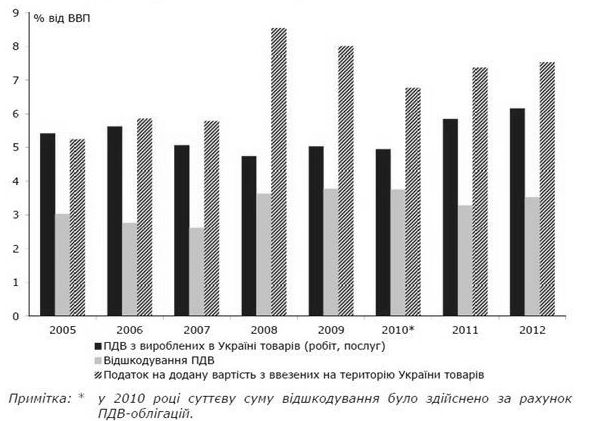 % від ВВП
9
8
7
6
5
4
3
2
1
0
2005 2006 2007 2008 2009 2010* 2011 2012
ПДВ з вироблених в Україні товарів (робіт, послуг)
Відшкодування ПДВ
Податок на додану вартість з ввезених на територію України товарів
Примітка: * у 2010 році суттєву суму відшкодування було здійснено за рахунок
ПДВ-облігацій.